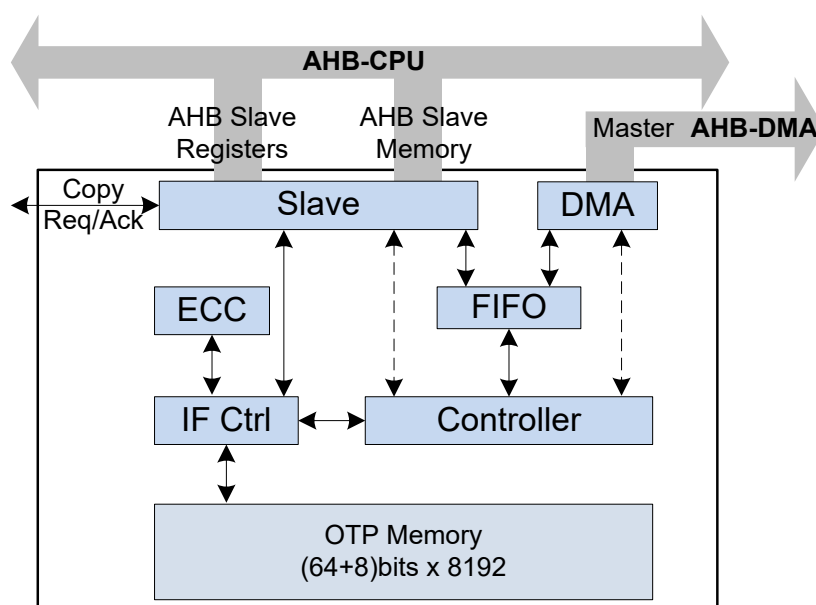 AHB-CPU
AHB Slave
Registers
AHB Slave
Memory
Master AHB-DMA
Copy
Req/Ack
Slave
DMA
ECC
FIFO
IF Ctrl
Controller
OTP Memory
(64+8)bits x 8192